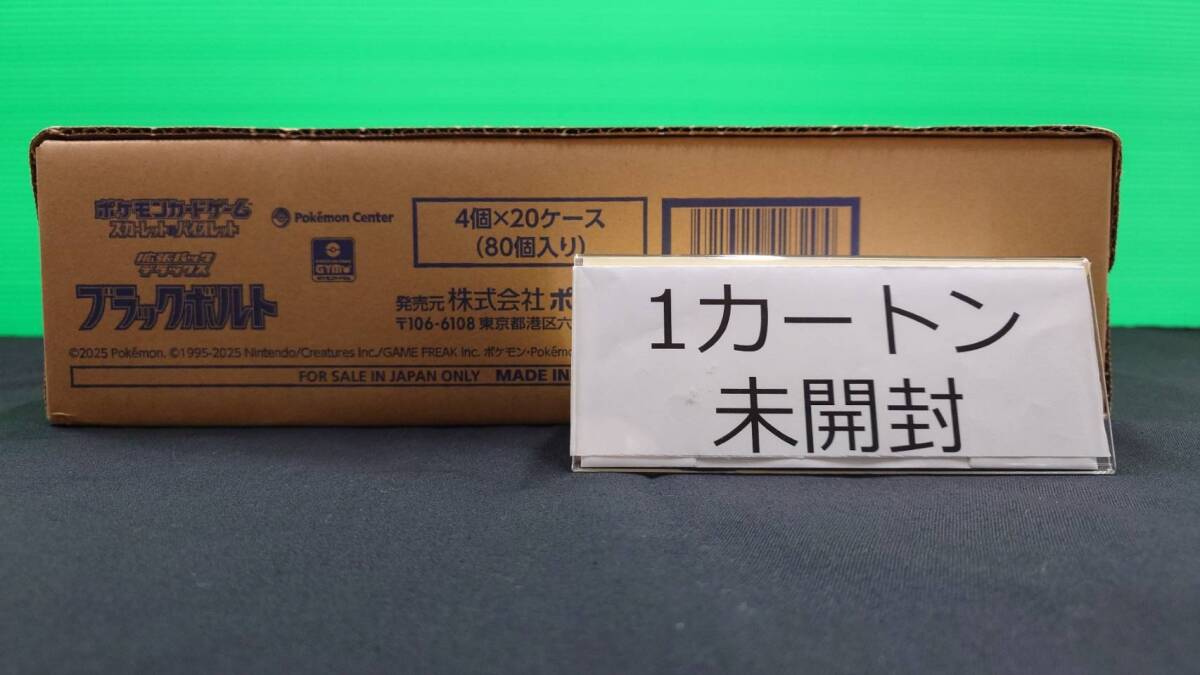 ポケモンカードゲーム
スカーレット&バイオレット
拡張パック
デラックス
ブラックボルト
Pokémon Center
GYM
4個×20ケース
(80個入り)
発売元 株式会社
〒106-6108 東京都港区六
©2025 Pokémon. ©1995-2025 Nintendo/Creatures Inc./GAME FREAK inc. ポケモン・Pokém
FOR SALE IN JAPAN ONLY MADE IN
1カートン
未開封